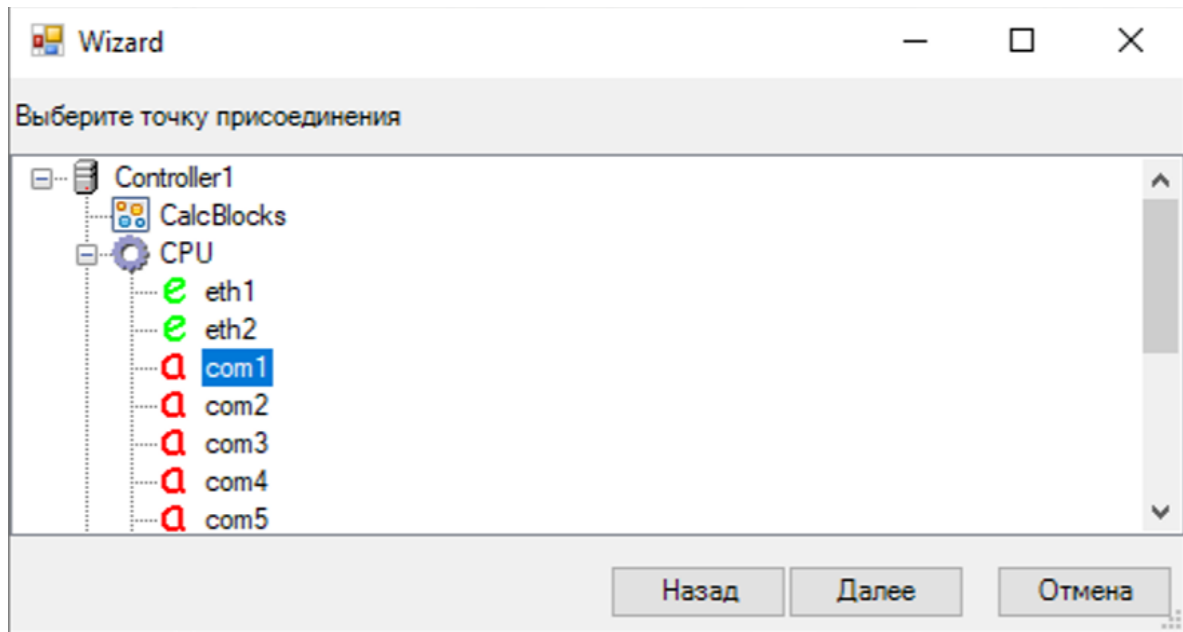 Wizard
Выберите точку присоединения
Controller1
CalcBlocks
CPU
eth1
eth2
com1
com2
com3
com4
com5
Назад Далее Отмена